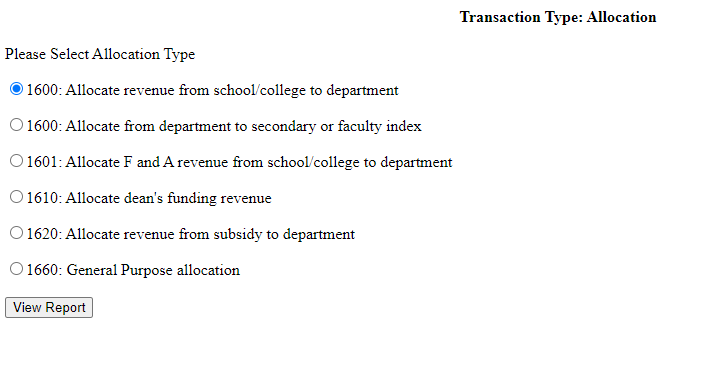 Transaction Type: Allocation
Please Select Allocation Type
1600: Allocate revenue from school/college to department
1600: Allocate from department to secondary or faculty index
1601: Allocate F and A revenue from school/college to department
1610: Allocate dean's funding revenue
1620: Allocate revenue from subsidy to department
1660: General Purpose allocation
View Report